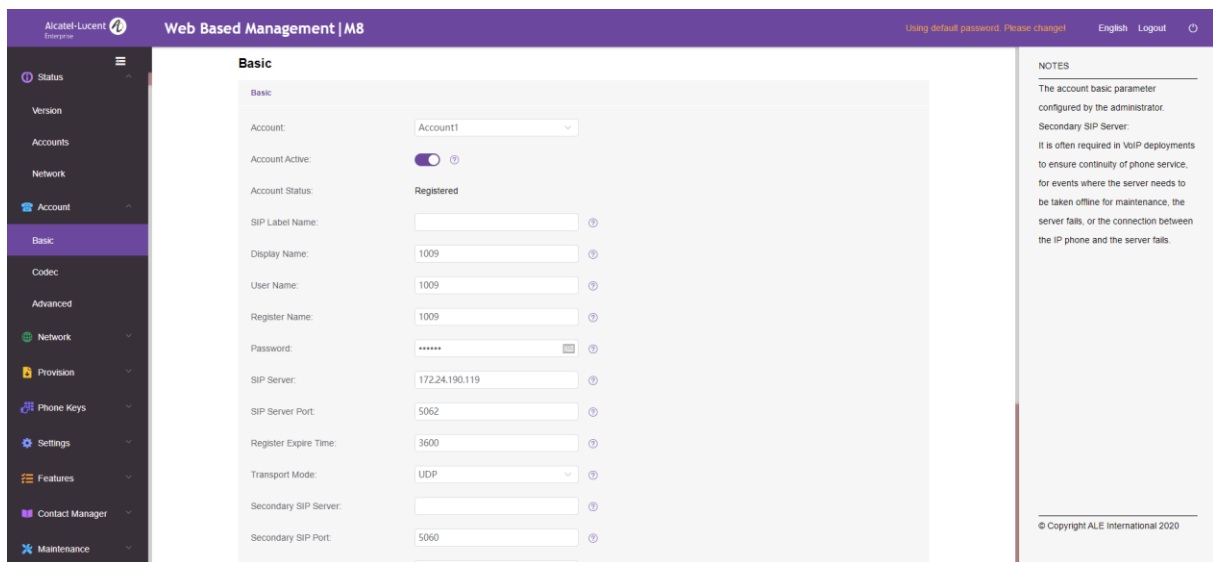 Alcatel-Lucent
Enterprise
Web Based Management | M8
Using default password. Please change!
English Logout
Status
Version
Accounts
Network
Account
Basic
Codec
Advanced
Network
Provision
Phone Keys
Settings
Features
Contact Manager
Maintenance
Basic
Basic
Account: Account1
Account Active:
Account Status: Registered
SIP Label Name:
Display Name: 1009
User Name: 1009
Register Name: 1009
Password: ••••••
SIP Server: 172.24.190.119
SIP Server Port: 5062
Register Expire Time: 3600
Transport Mode: UDP
Secondary SIP Server:
Secondary SIP Port: 5060
NOTES
The account basic parameter
configured by the administrator.
Secondary SIP Server:
It is often required in VoIP deployments
to ensure continuity of phone service,
for events where the server needs to
be taken offline for maintenance, the
server fails, or the connection between
the IP phone and the server fails.
© Copyright ALE International 2020